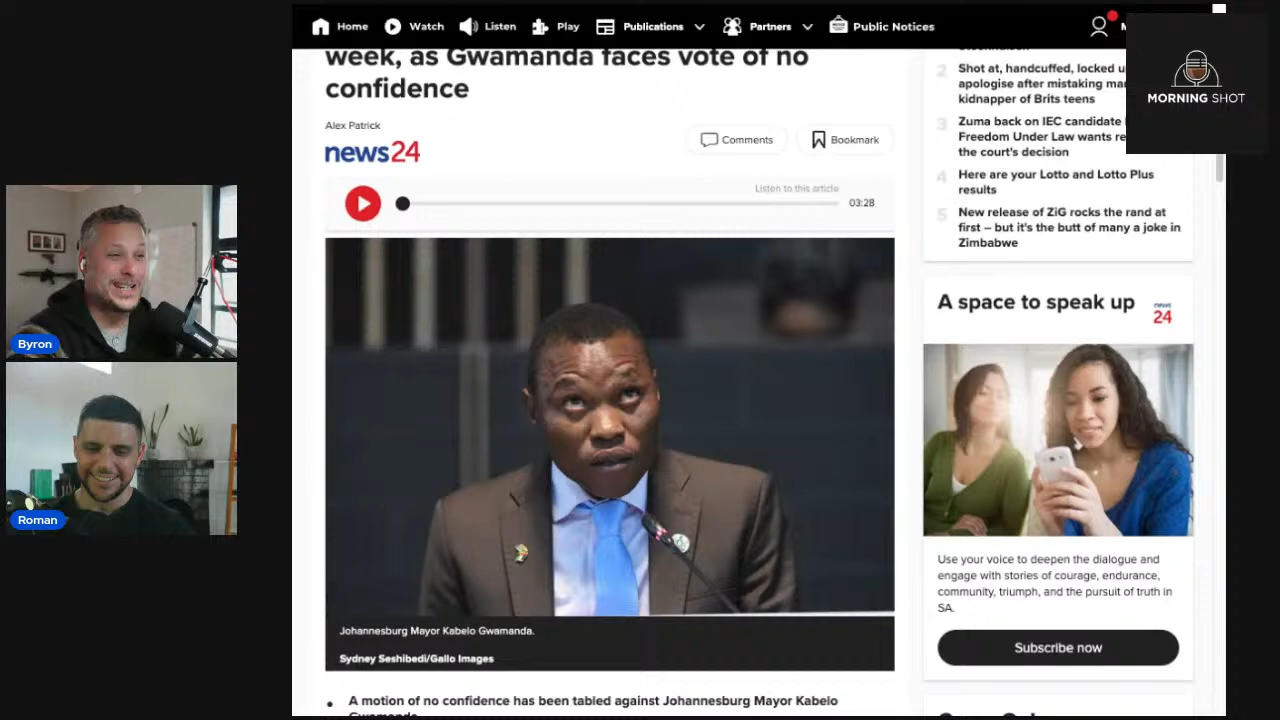 Home
Watch
Listen
Play
Publications
Partners
Public Notices
MORNING SHOT
week, as Gwamanda faces vote of no
confidence
Alex Patrick
news24
Comments
Bookmark
Listen to this article
03:28
Byron
Roman
Johannesburg Mayor Kabelo Gwamanda.
Sydney Seshibedi/Gallo Images
• A motion of no confidence has been tabled against Johannesburg Mayor Kabelo
Gwamanda
2 Shot at, handcuffed, locked u
apologise after mistaking
kidnapper of Brits teens
3 Zuma back on IEC candidate
Freedom Under Law wants
the court's decision
4 Here are your Lotto and Lotto Plus
results
5 New release of ZiG rocks the rand at
first – but it's the butt of many a joke in
Zimbabwe
A space to speak up
news
24
Use your voice to deepen the dialogue and
engage with stories of courage, endurance,
community, triumph, and the pursuit of truth in
SA.
Subscribe now